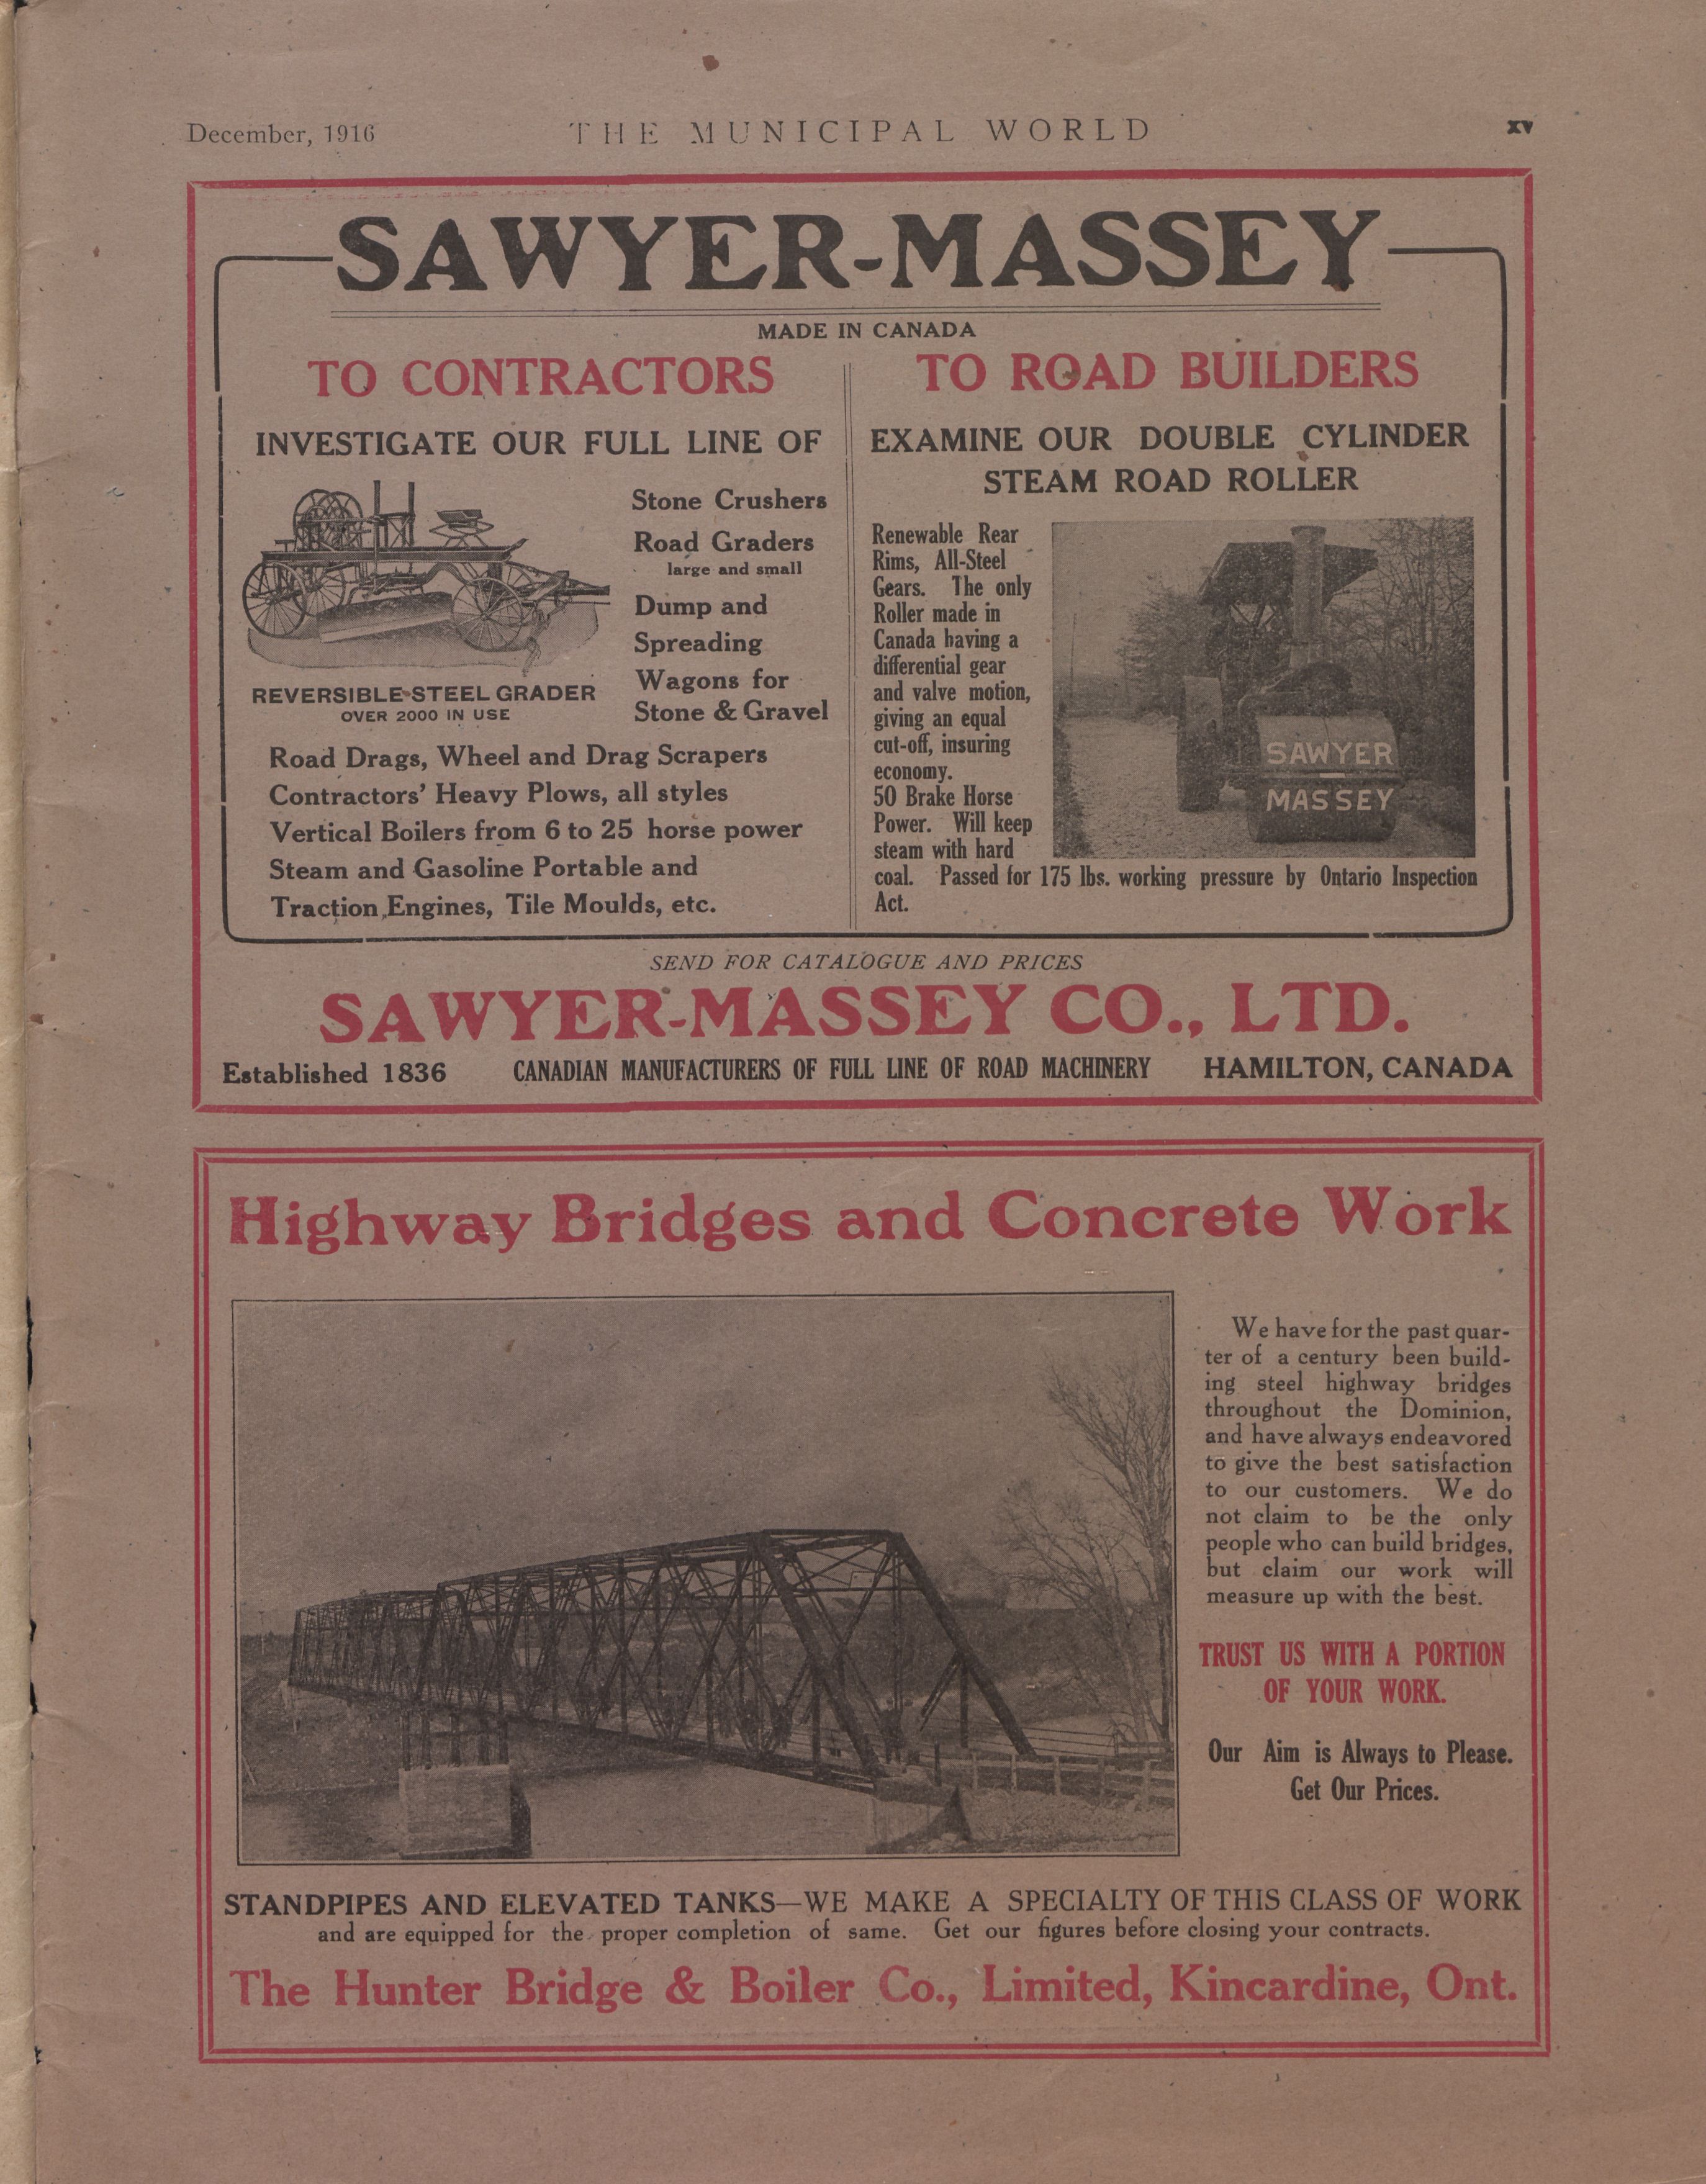 December, 1916 THE MUNICIPAL WORLD xv
SAWYER-MASSEY
MADE IN CANADA
TO CONTRACTORS
INVESTIGATE OUR FULL LINE OF
Stone Crushers
Road Graders
large and small
Dump and
Spreading
Wagons for
Stone & Gravel
REVERSIBLE STEEL GRADER
OVER 2000 IN USE
Road Drags, Wheel and Drag Scrapers
Contractors' Heavy Plows, all styles
Vertical Boilers from 6 to 25 horse power
Steam and Gasoline Portable and
Traction Engines, Tile Moulds, etc.
TO ROAD BUILDERS
EXAMINE OUR DOUBLE CYLINDER
STEAM ROAD ROLLER
Renewable Rear
Rims, All-Steel
Gears. The only
Roller made in
Canada having a
differential gear
and valve motion,
giving an equal
cut-off, insuring
economy.
50 Brake Horse
Power. Will keep
steam with hard
coal. Passed for 175 lbs. working pressure by Ontario Inspection
Act.
SAWYER
MASSEY
SEND FOR CATALOGUE AND PRICES
SAWYER-MASSEY CO., LTD.
Established 1836 CANADIAN MANUFACTURERS OF FULL LINE OF ROAD MACHINERY HAMILTON, CANADA
Highway Bridges and Concrete Work
We have for the past quar-
ter of a century been build-
ing steel highway bridges
throughout the Dominion,
and have always endeavored
to give the best satisfaction
to our customers. We do
not claim to be the only
people who can build bridges,
but claim our work will
measure up with the best.
TRUST US WITH A PORTION
OF YOUR WORK.
Our Aim is Always to Please.
Get Our Prices.
STANDPIPES AND ELEVATED TANKS—WE MAKE A SPECIALTY OF THIS CLASS OF WORK
and are equipped for the proper completion of same. Get our figures before closing your contracts.
The Hunter Bridge & Boiler Co., Limited, Kincardine, Ont.